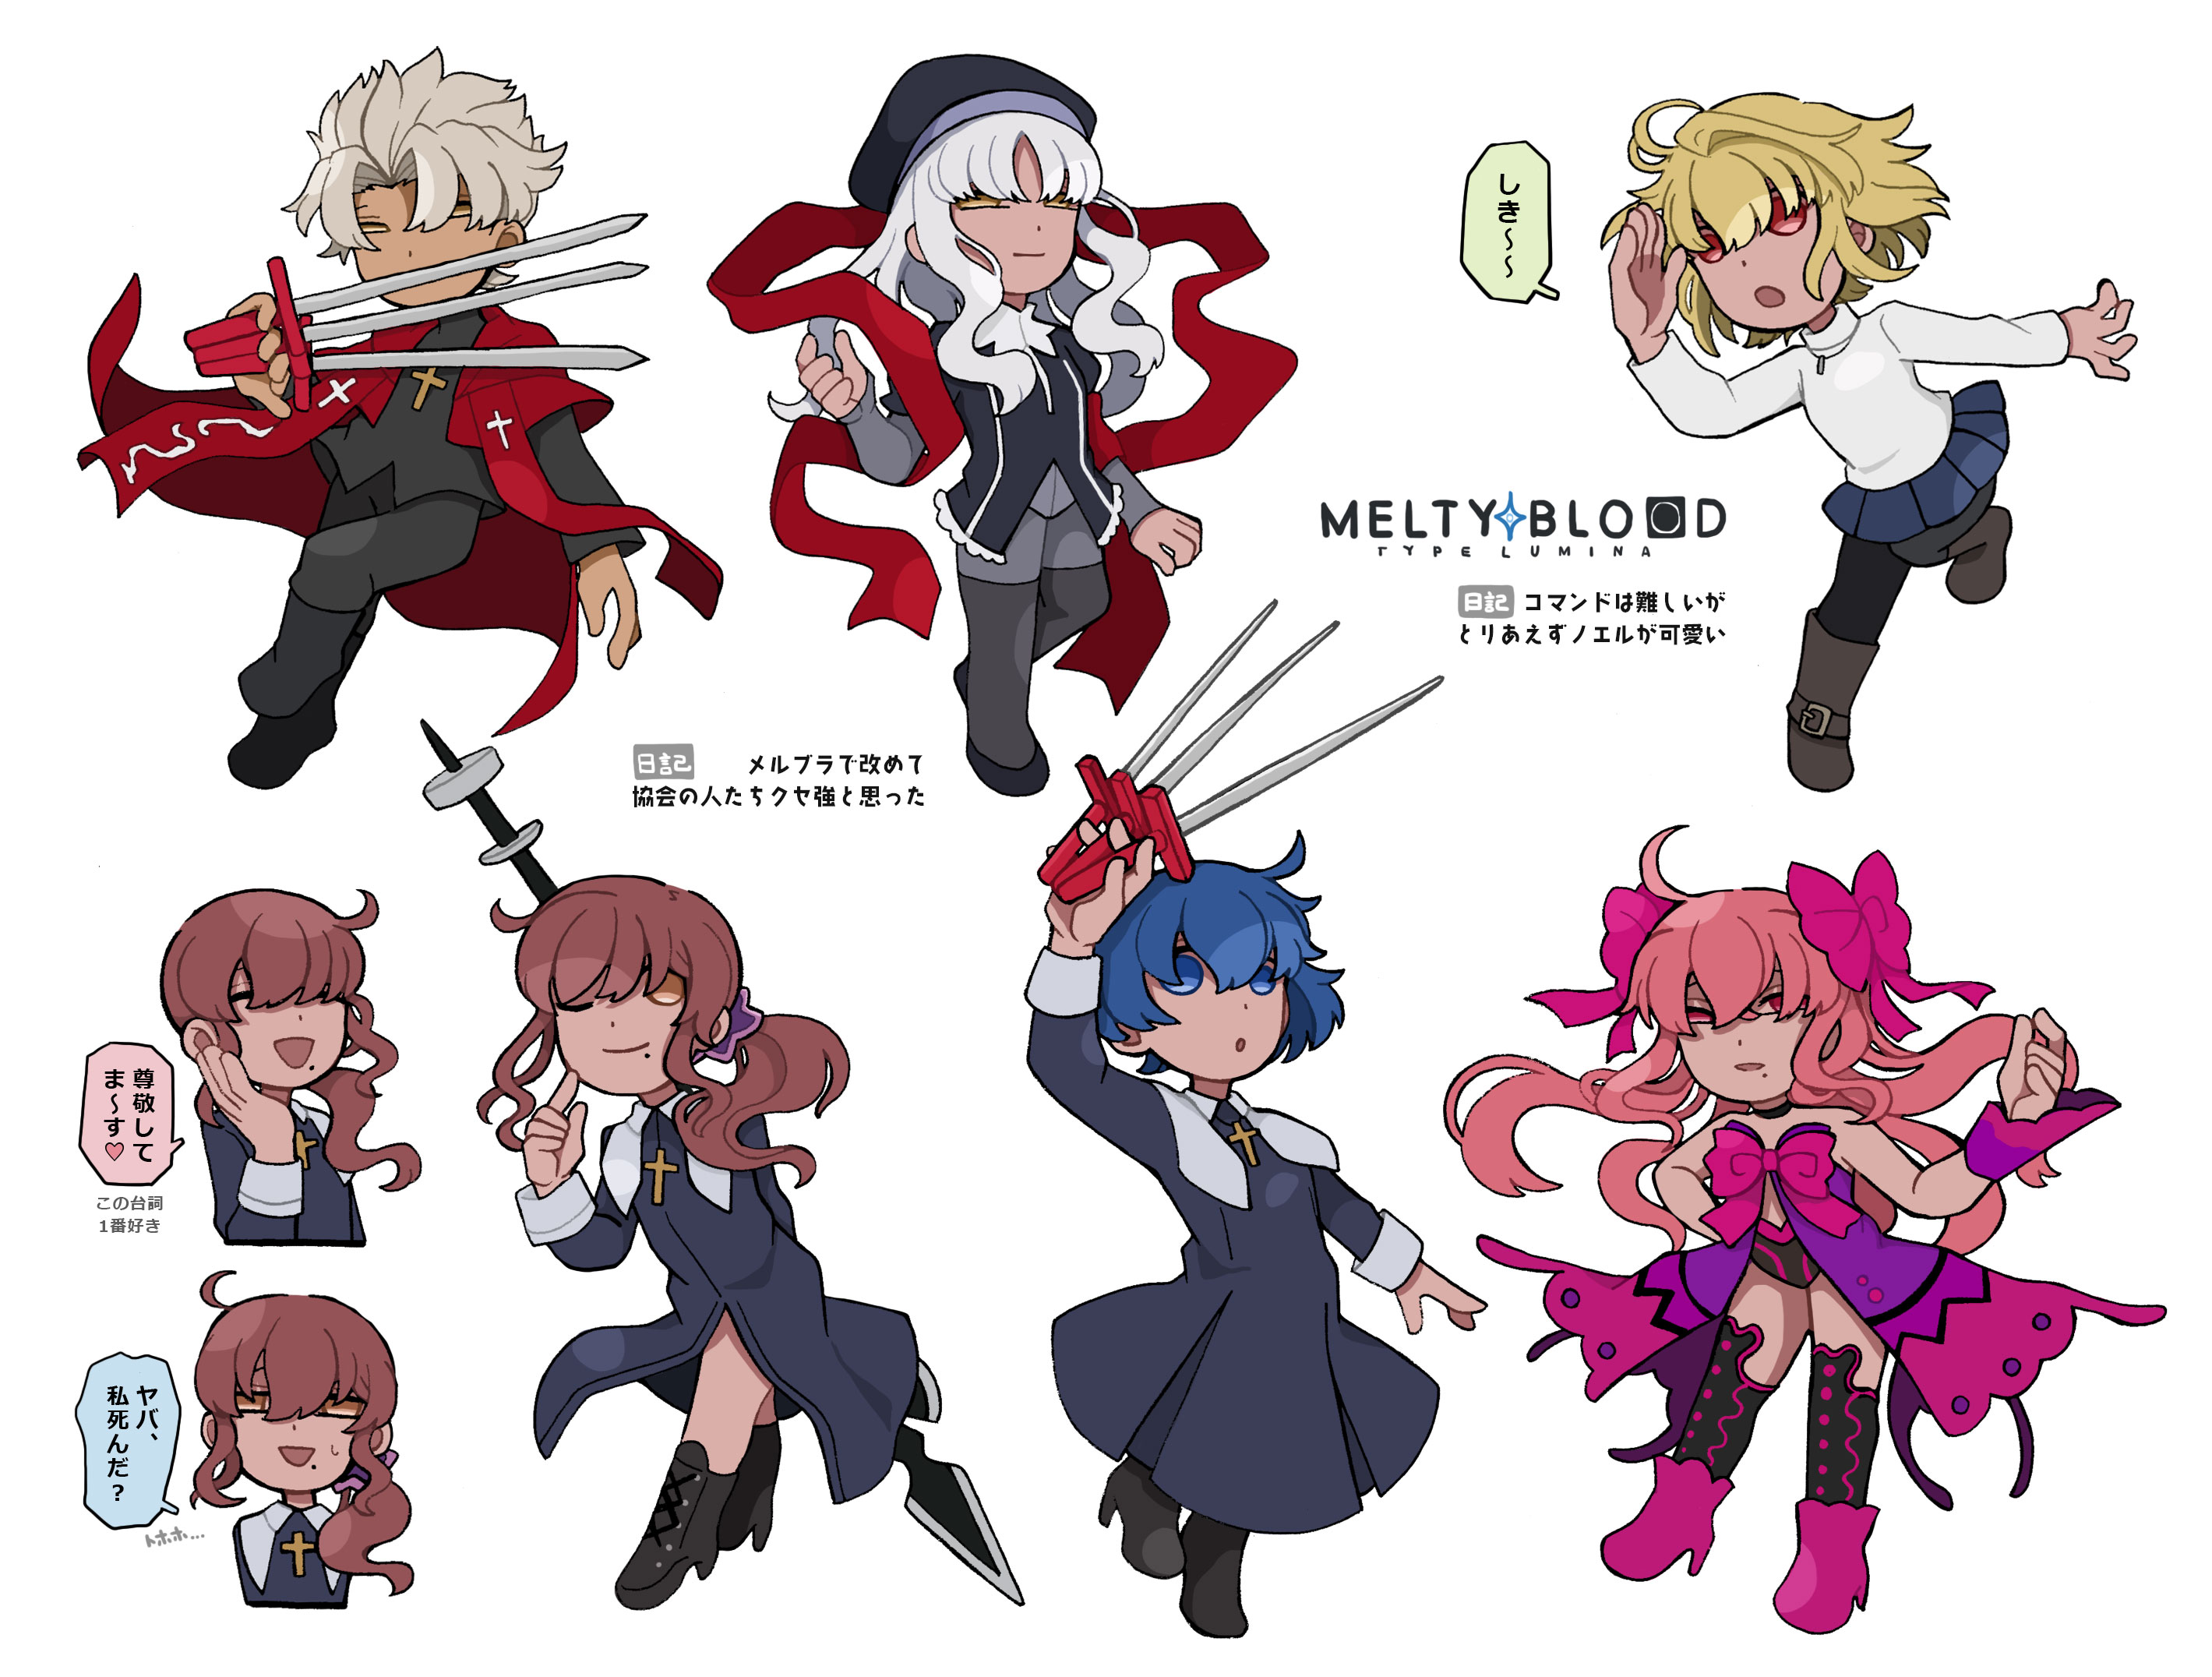 しき～～
MELTY BLOOD
TYPE LUMINA
日記 コマンドは難しいが
とりあえずノエルが可愛い
日記 メルブラで改めて
協会の人たちクセ強と思った
尊敬して
ま～す♡
この台詞
1番好き
ヤバ、
私死んだ？
トホホ…